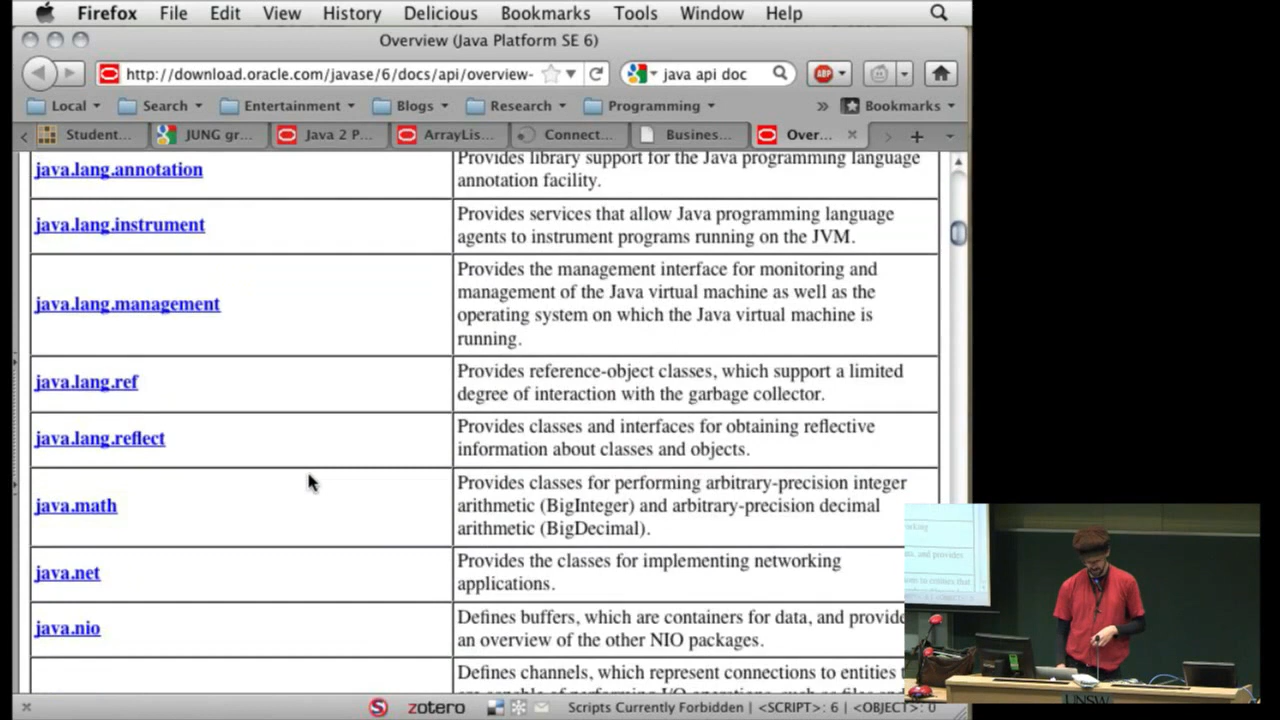 Firefox File Edit View History Delicious Bookmarks Tools Window Help
Overview (Java Platform SE 6)
http://download.oracle.com/javase/6/docs/api/overview- java api doc ABP
Local Search Entertainment Blogs Research Programming » Bookmarks
Student... JUNG gr... Java 2 P... ArrayLis... Connect... Busines... Over...
java.lang.annotation
Provides library support for the Java programming language
annotation facility.
java.lang.instrument
Provides services that allow Java programming language
agents to instrument programs running on the JVM.
java.lang.management
Provides the management interface for monitoring and
management of the Java virtual machine as well as the
operating system on which the Java virtual machine is
running.
java.lang.ref
Provides reference-object classes, which support a limited
degree of interaction with the garbage collector.
java.lang.reflect
Provides classes and interfaces for obtaining reflective
information about classes and objects.
java.math
Provides classes for performing arbitrary-precision integer
arithmetic (BigInteger) and arbitrary-precision decimal
arithmetic (BigDecimal).
java.net
Provides the classes for implementing networking
applications.
java.nio
Defines buffers, which are containers for data, and provide
an overview of the other NIO packages.
Defines channels, which represent connections to entities
zotero Scripts Currently Forbidden | <SCRIPT>: 6 | <OBJECT>: 0
UNSW